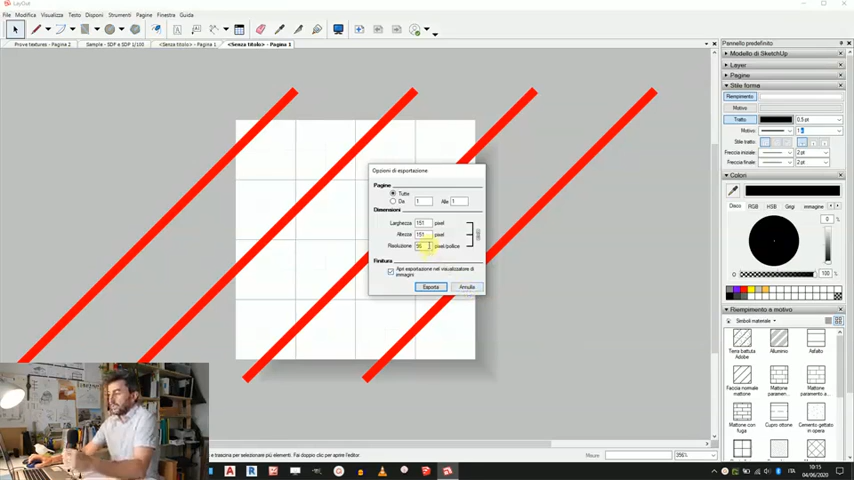 LayOut
File Modifica Visualizza Testo Disponi Strumenti Pagine Finestra Guida
Prove textures - Pagina 2
Sample - SDF e SDP 1/100
<Senza titolo> - Pagina 1
<Senza titolo> - Pagina 1
Pannello predefinito
Modello di SketchUp
Layer
Pagine
Stile forma
Riempimento
Motivo
Tratto
0,5 pt
Motivo:
Stile tratto:
Freccia iniziale:
2 pt
Freccia finale:
2 pt
Colori
Disco RGB HSB Grigi Immagine
0
%
100
%
Riempimento a motivo
Simboli materiale
Terra battuta Adobe
Alluminio
Asfalto
Faccia normale mattone
Mattone paramen...
Mattone paramento a...
Mattone con fuga
Cupro ottone
Cemento gettato in opera
Opzioni di esportazione
Pagine
Tutte
Da 1 Alle 1
Dimensioni
Larghezza 151 pixel
Altezza 151 pixel
Risoluzione 96 pixel/pollice
Finitura
Apri esportazione nel visualizzatore di
immagini
Esporta Annulla
e trascina per selezionare più elementi. Fai doppio clic per aprire l'editor.
Misure
356%
ITA
10:15
04/06/2020